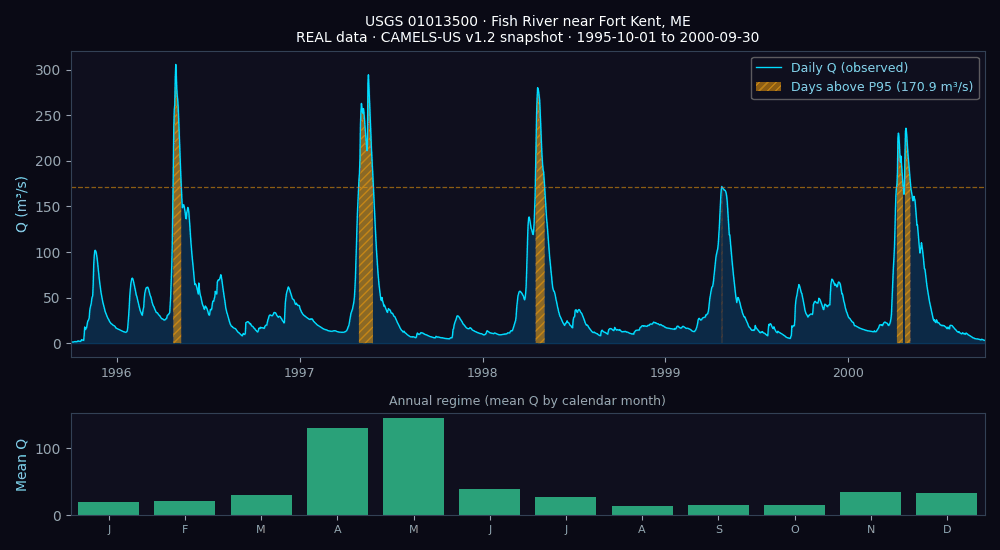 USGS 01013500 · Fish River near Fort Kent, ME
REAL data · CAMELS-US v1.2 snapshot · 1995-10-01 to 2000-09-30
Daily Q (observed)
Days above P95 (170.9 m³/s)
Q (m³/s)
300
250
200
150
100
50
0
1996 1997 1998 1999 2000
Annual regime (mean Q by calendar month)
Mean Q
100
0
J F M A M J J A S O N D